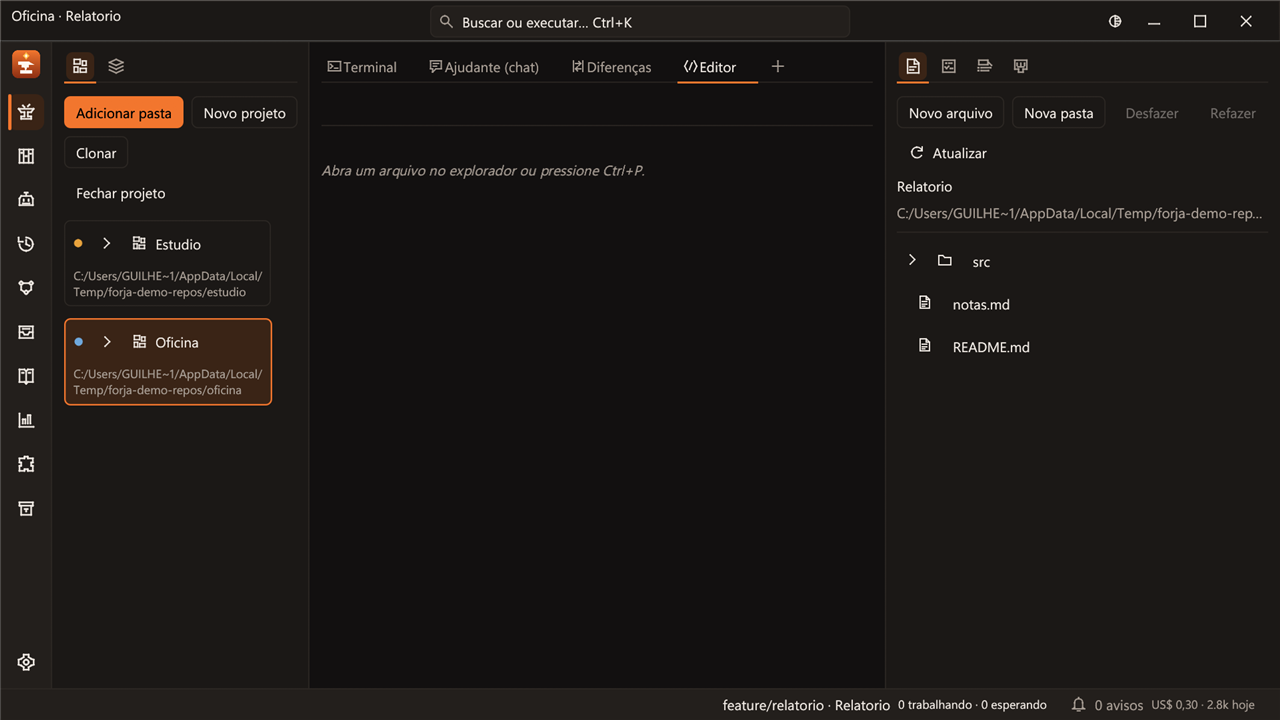 Oficina · Relatorio
Buscar ou executar... Ctrl+K
Adicionar pasta
Novo projeto
Clonar
Fechar projeto
Estudio
C:/Users/GUILHE~1/AppData/Local/
Temp/forja-demo-repos/estudio
Oficina
C:/Users/GUILHE~1/AppData/Local/
Temp/forja-demo-repos/oficina
Terminal
Ajudante (chat)
Diferenças
Editor
Abra um arquivo no explorador ou pressione Ctrl+P.
Novo arquivo
Nova pasta
Desfazer
Refazer
Atualizar
Relatorio
C:/Users/GUILHE~1/AppData/Local/Temp/forja-demo-rep...
src
notas.md
README.md
feature/relatorio · Relatorio
0 trabalhando · 0 esperando
0 avisos
US$ 0,30 · 2.8k hoje